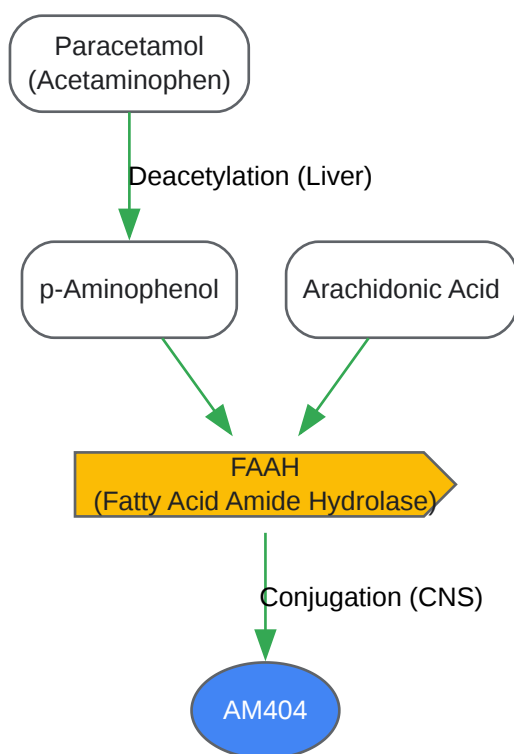 Paracetamol
(Acetaminophen)
Deacetylation (Liver)
p-Aminophenol
Arachidonic Acid
FAAH
(Fatty Acid Amide Hydrolase)
Conjugation (CNS)
AM404